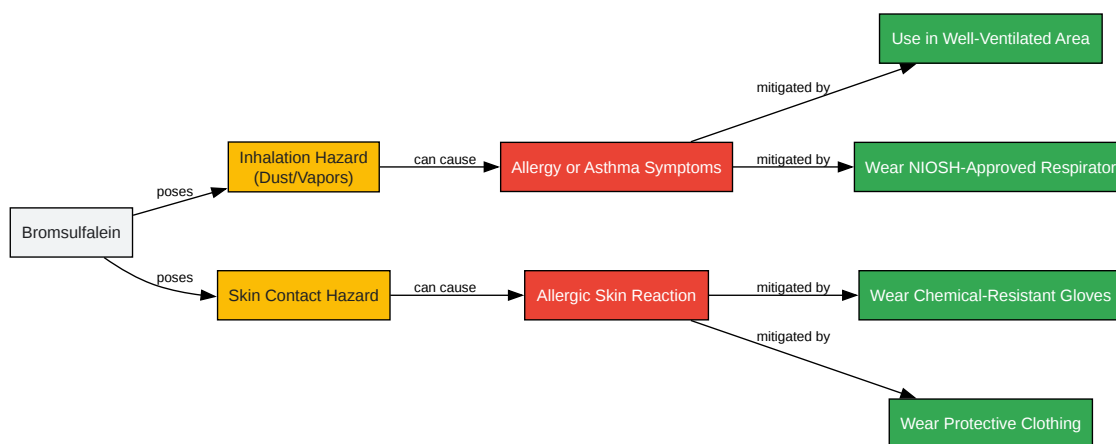 Use in Well-Ventilated Area
mitigated by
Inhalation Hazard
(Dust/Vapors)
can cause
Allergy or Asthma Symptoms
mitigated by
Wear NIOSH-Approved Respirator
poses
Bromsulfalein
poses
Skin Contact Hazard
can cause
Allergic Skin Reaction
mitigated by
Wear Chemical-Resistant Gloves
mitigated by
Wear Protective Clothing